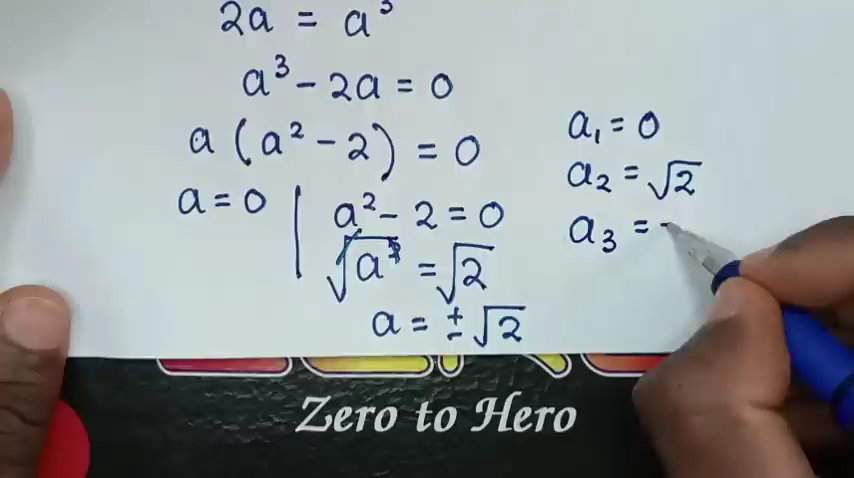 2a = a³
a³ - 2a = 0
a (a² - 2) = 0
a = 0 | a² - 2 = 0
√a² = √2
a = ± √2
a₁ = 0
a₂ = √2
a₃ = -
Zero to Hero